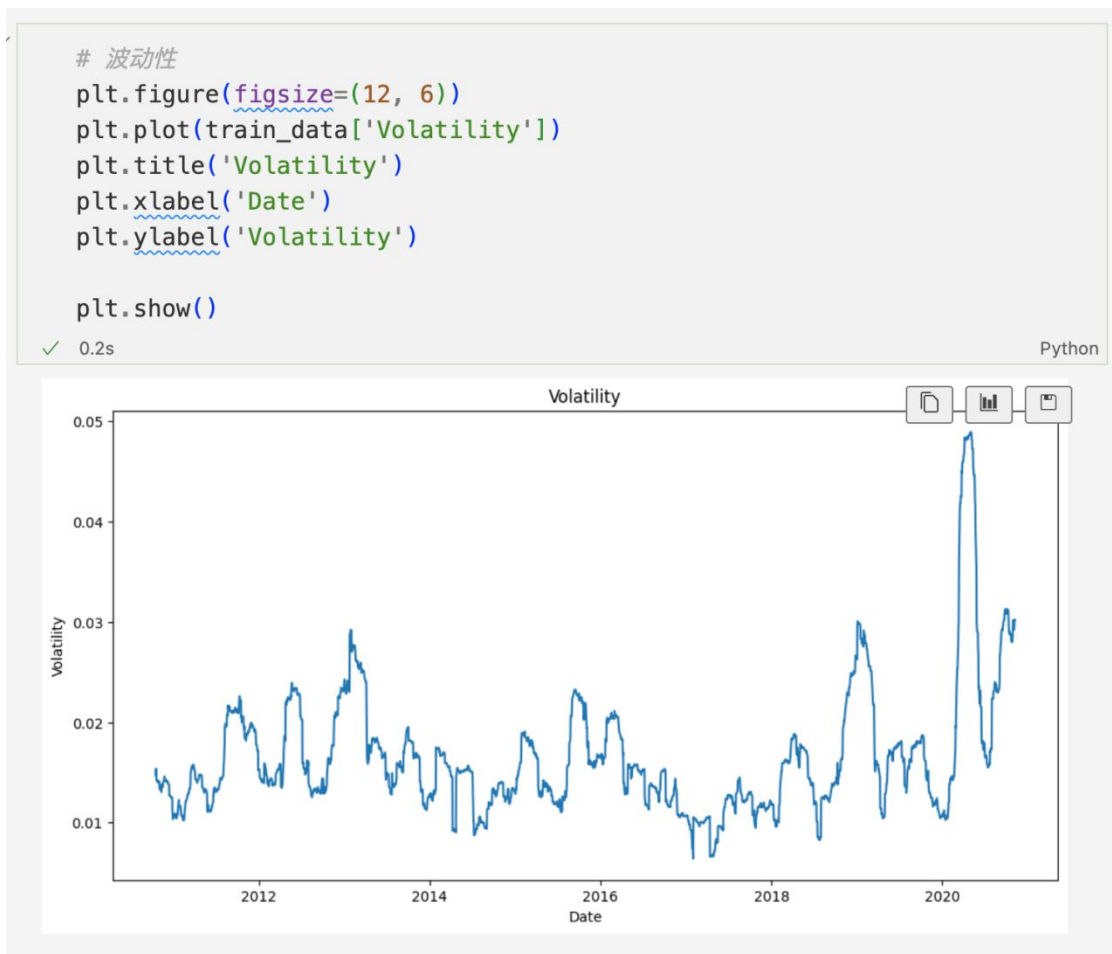 # 波动性
plt.figure(figsize=(12, 6))
plt.plot(train_data['Volatility'])
plt.title('Volatility')
plt.xlabel('Date')
plt.ylabel('Volatility')
plt.show()
0.2s
Python
Volatility
0.05
0.04
0.03
0.02
0.01
Volatility
2012 2014 2016 2018 2020
Date